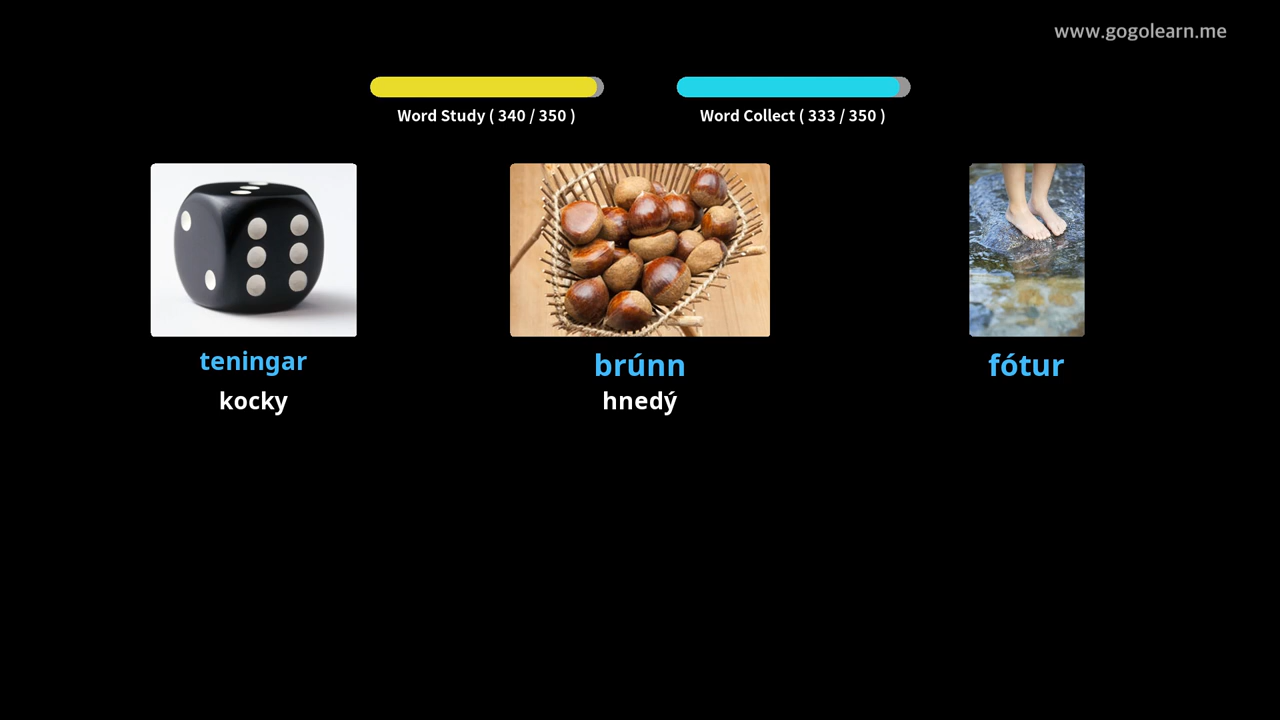 www.gogolearn.me
Word Study ( 340 / 350 )
Word Collect ( 333 / 350 )
teningar
kocky
brúnn
hnedý
fótur